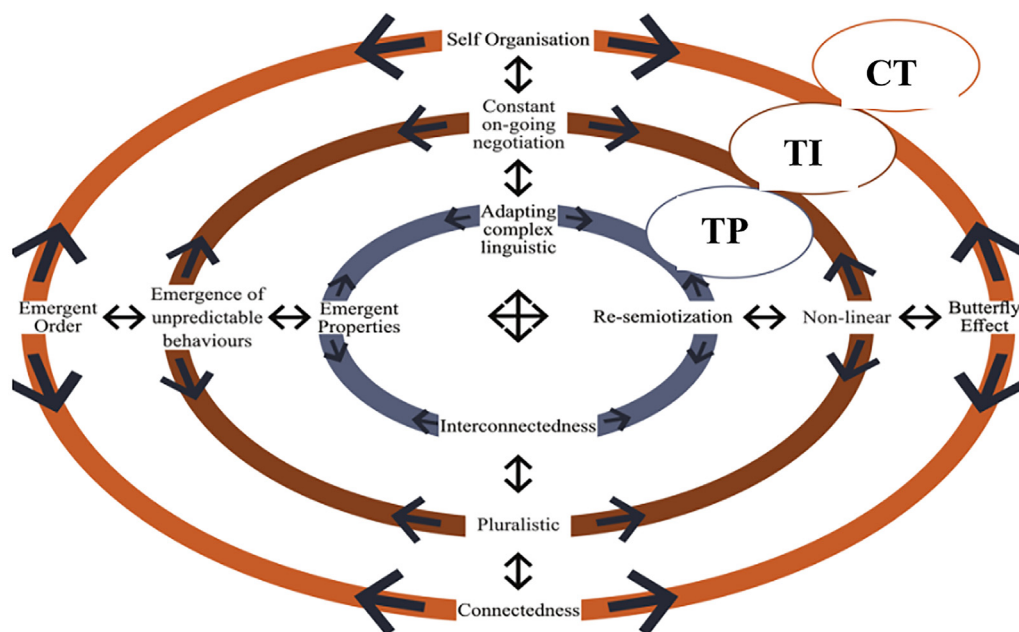 Self Organisation
CT
Constant
on-going
negotiation
TI
Adapting
complex
linguistic
TP
Emergent
Order
Emergence of
unpredictable
behaviours
Emergent
Properties
Re-semiotization
Non-linear
Butterfly
Effect
Interconnectedness
Pluralistic
Connectedness